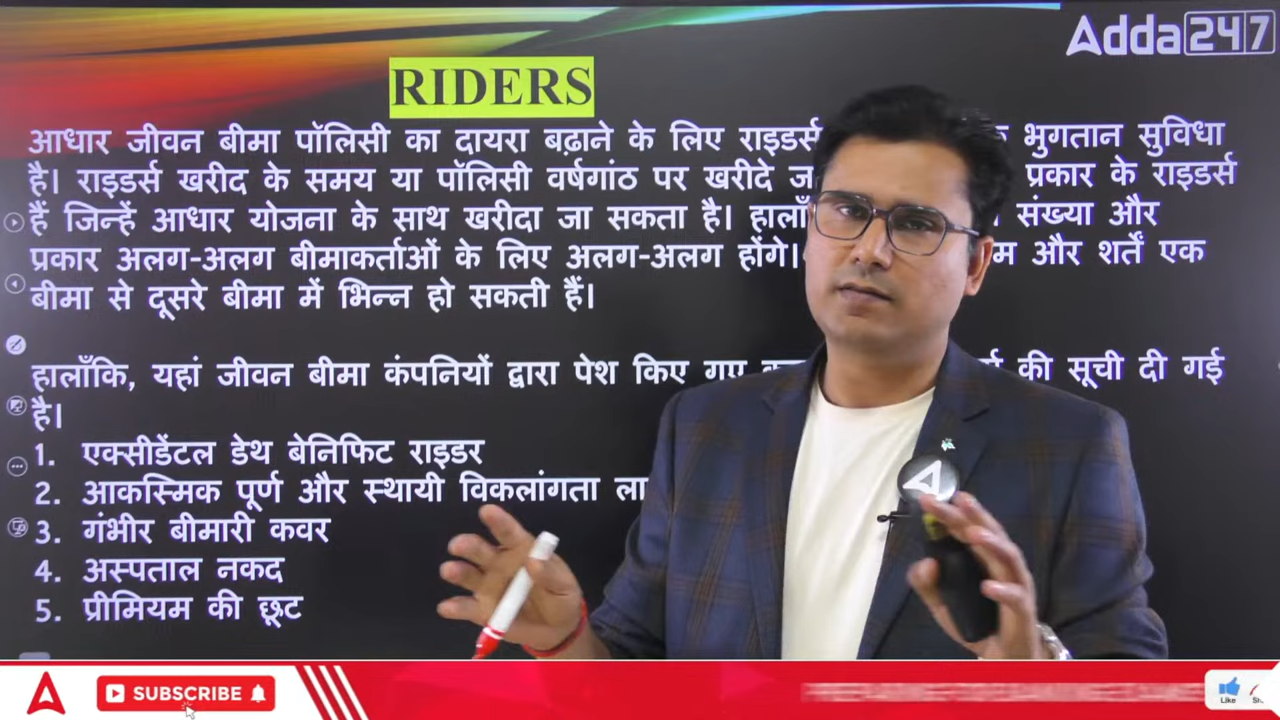 Adda247
RIDERS
आधार जीवन बीमा पॉलिसी का दायरा बढ़ाने के लिए राइडर्स भुगतान सुविधा
है। राइडर्स खरीद के समय या पॉलिसी वर्षगांठ पर खरीदे प्रकार के राइडर्स
हैं जिन्हें आधार योजना के साथ खरीदा जा सकता है। संख्या और
प्रकार अलग-अलग बीमाकर्ताओं के लिए अलग-अलग होंगे। और शर्तें एक
बीमा से दूसरे बीमा में भिन्न हो सकती हैं।
हालाँकि, यहां जीवन बीमा कंपनियों द्वारा पेश किए गए की सूची दी गई
है।
1. एक्सीडेंटल डेथ बेनिफिट राइडर
2. आकस्मिक पूर्ण और स्थायी विकलांगता
3. गंभीर बीमारी कवर
4. अस्पताल नकद
5. प्रीमियम की छूट
SUBSCRIBE
Like